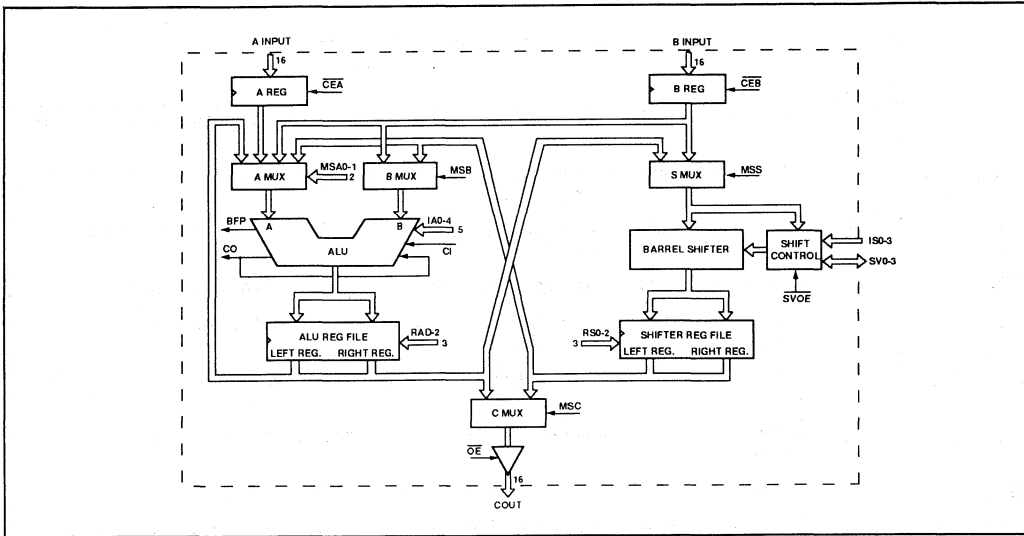 A INPUT
B INPUT
16
16
A REG
CEA
B REG
CEB
A MUX
MSA0-1
2
B MUX
MSB
S MUX
MSS
BFP
A
B
IA0-4
5
CO
ALU
CI
BARREL SHIFTER
SHIFT
CONTROL
IS0-3
SV0-3
SVOE
ALU REG FILE
LEFT REG. RIGHT REG.
RAD-2
3
RS0-2
3
SHIFTER REG FILE
LEFT REG. RIGHT REG.
C MUX
MSC
OE
16
COUT